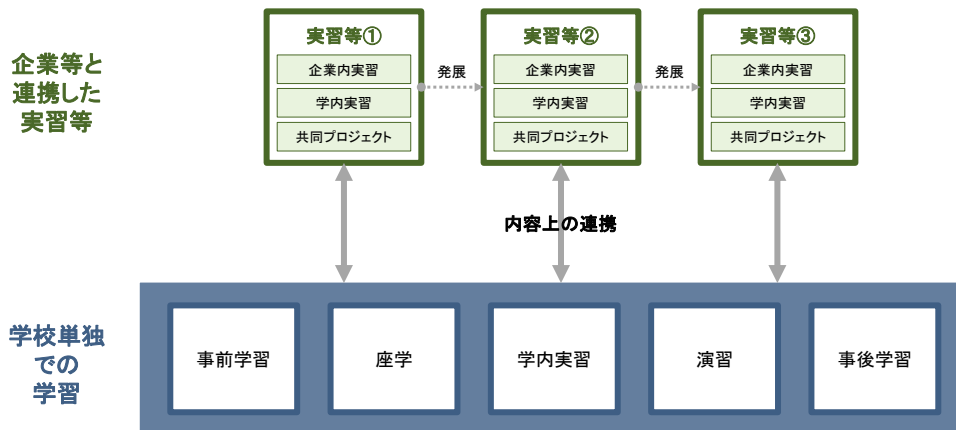 企業等と
連携した
実習等
実習等①
企業内実習
学内実習
共同プロジェクト
発展
実習等②
企業内実習
学内実習
共同プロジェクト
発展
実習等③
企業内実習
学内実習
共同プロジェクト
内容上の連携
学校単独
での
学習
事前学習
座学
学内実習
演習
事後学習